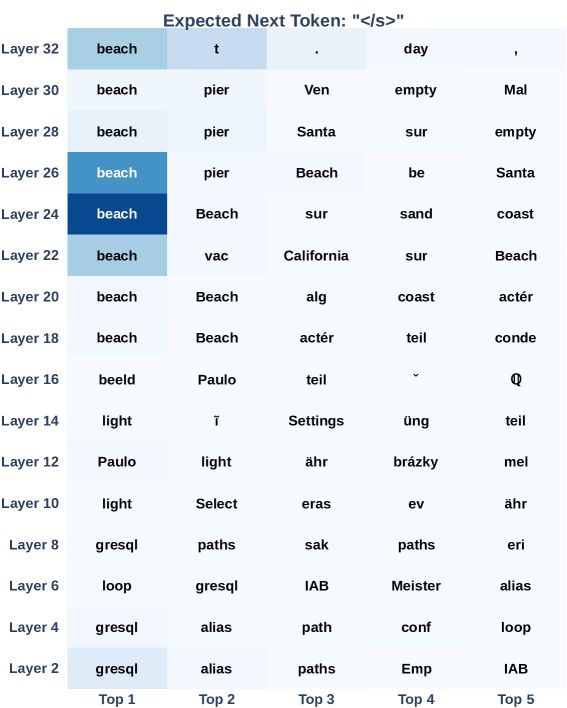 Expected Next Token: "</s>"
Layer 32 beach t . day ,
Layer 30 beach pier Ven empty Mal
Layer 28 beach pier Santa sur empty
Layer 26 beach pier Beach be Santa
Layer 24 beach Beach sur sand coast
Layer 22 beach vac California sur Beach
Layer 20 beach Beach alg coast actér
Layer 18 beach Beach actér teil conde
Layer 16 beeld Paulo teil ˇ ℚ
Layer 14 light ĩ Settings üng teil
Layer 12 Paulo light ähr brázky mel
Layer 10 light Select eras ev ähr
Layer 8 gresql paths sak paths eri
Layer 6 loop gresql IAB Meister alias
Layer 4 gresql alias path conf loop
Layer 2 gresql alias paths Emp IAB
Top 1 Top 2 Top 3 Top 4 Top 5